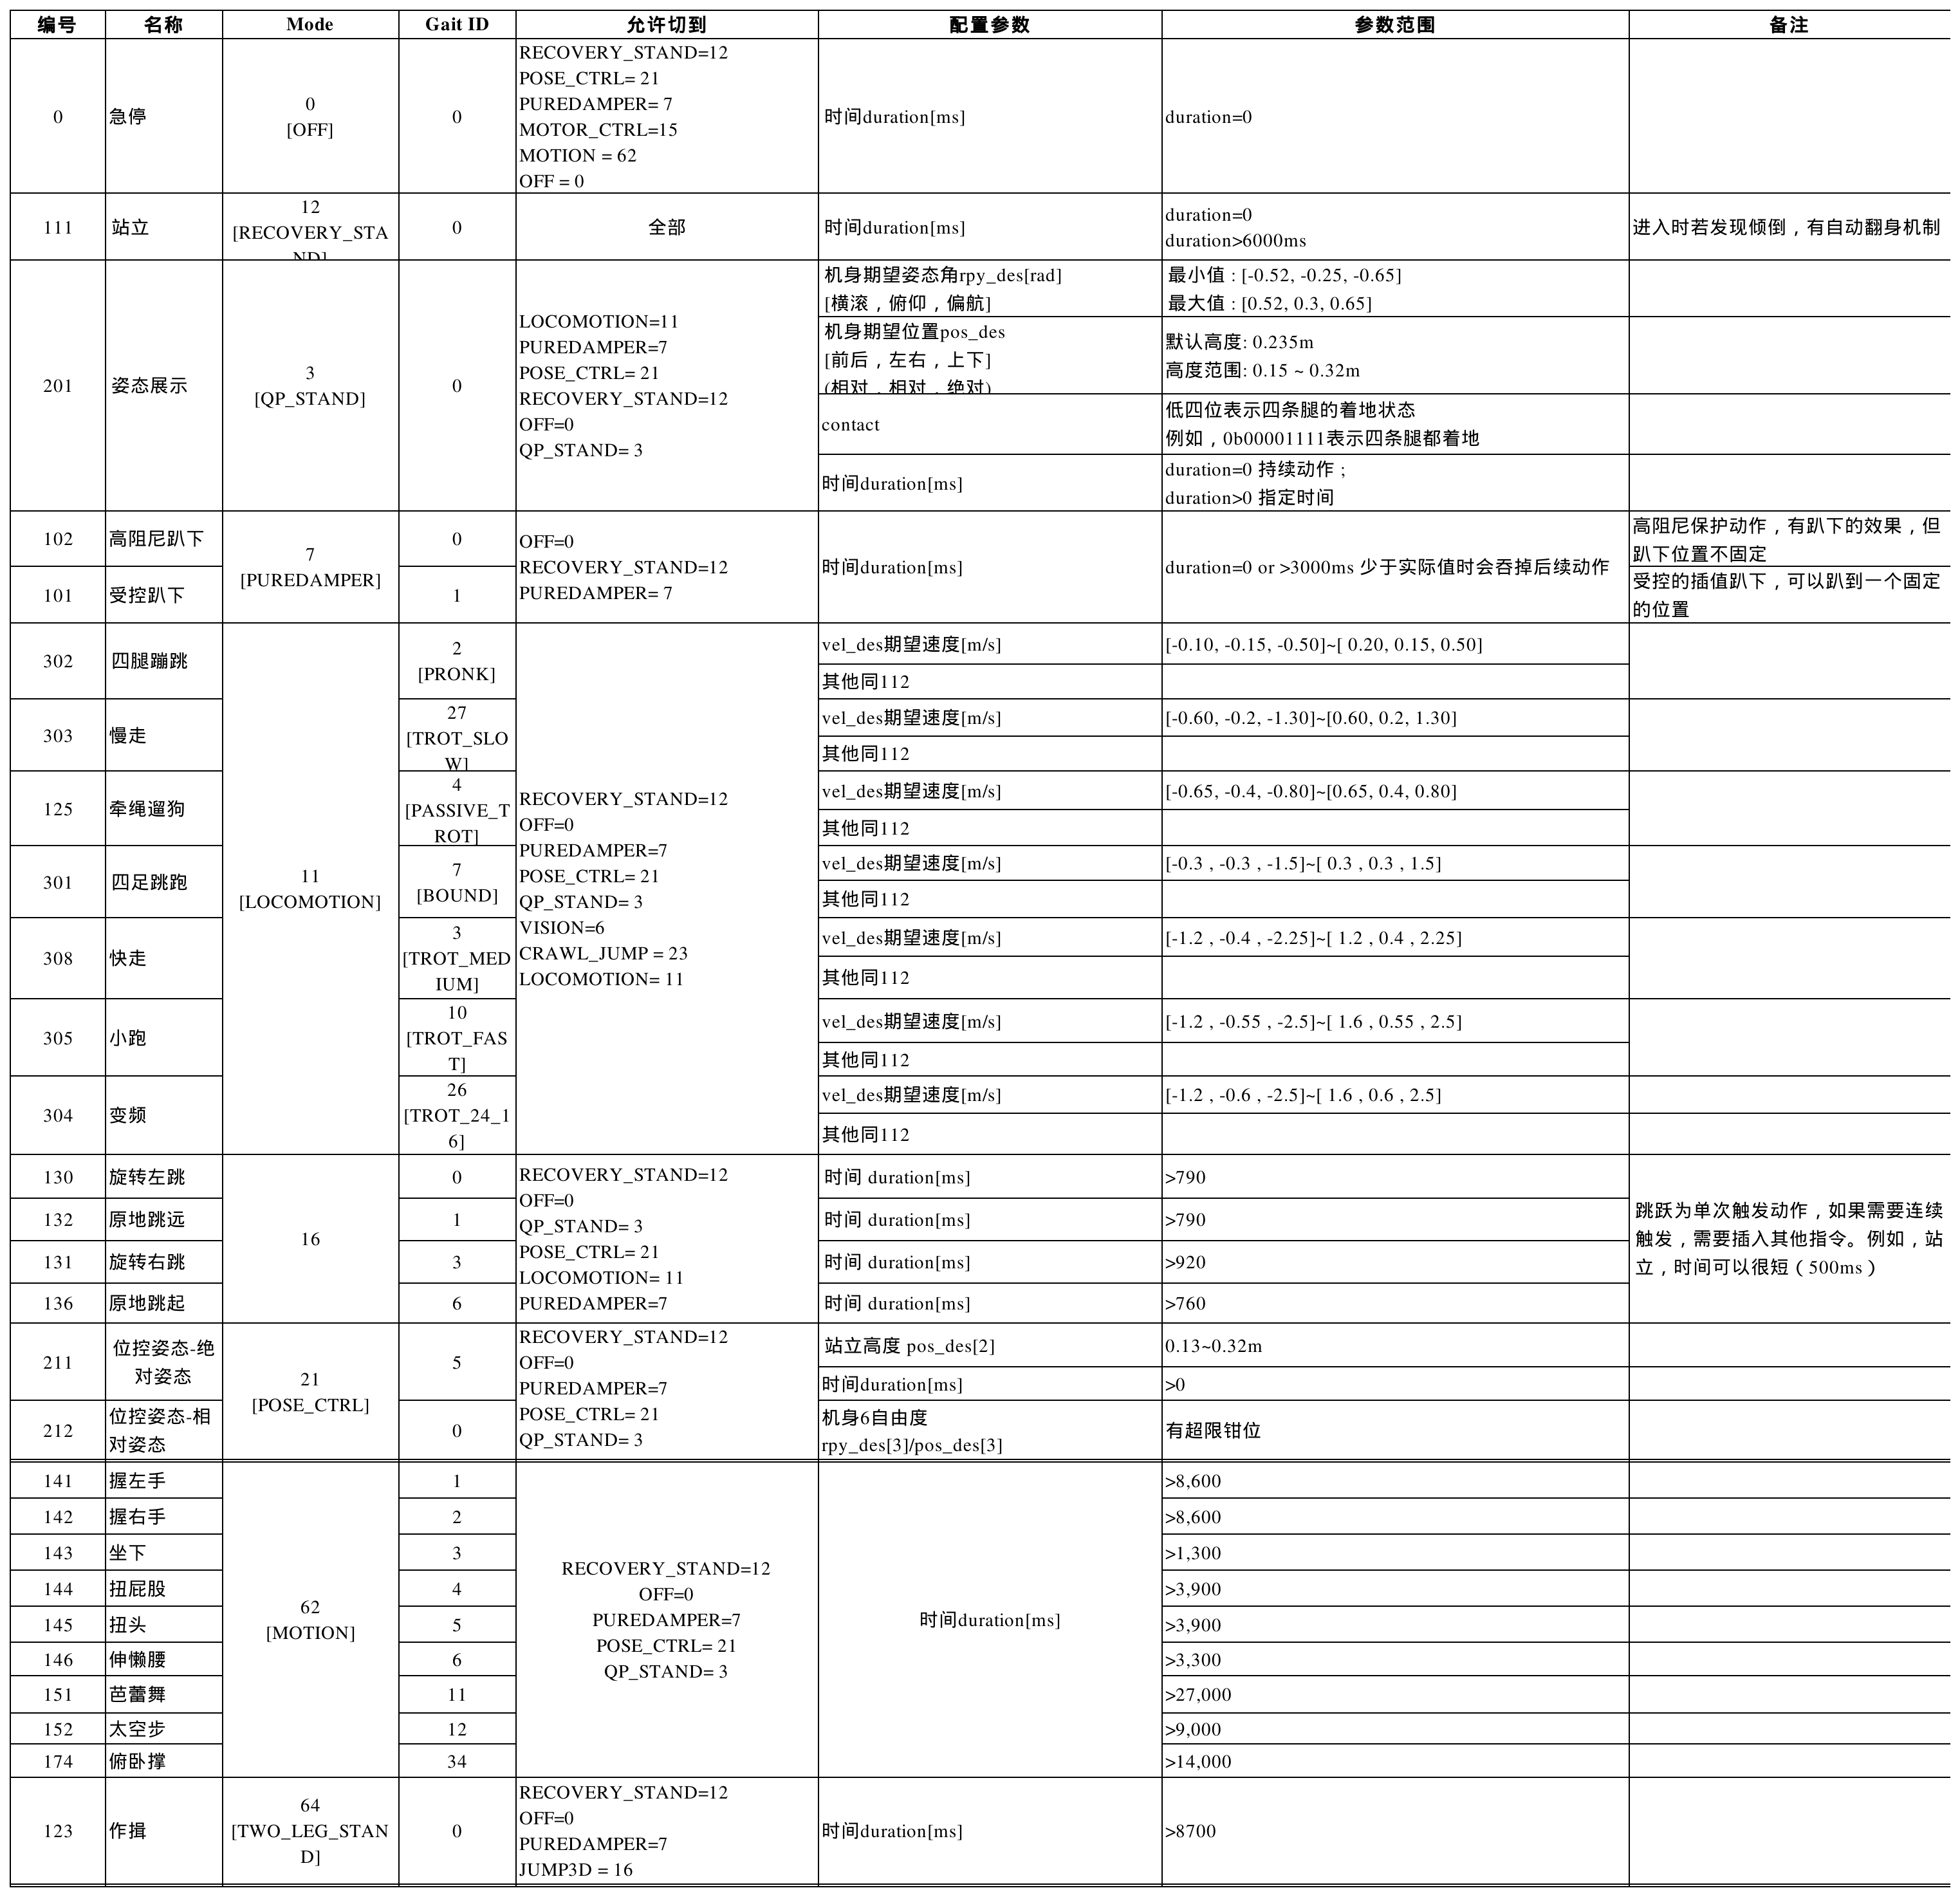 编号 名称 Mode Gait ID 允许切到 配置参数 参数范围 备注
0 急停
0
[OFF]
0
RECOVERY_STAND=12
POSE_CTRL= 21
PUREDAMPER= 7
MOTOR_CTRL=15
MOTION = 62
OFF = 0
时间duration[ms] duration=0
111 站立
12
[RECOVERY_STA
ND]
0 全部 时间duration[ms]
duration=0
duration>6000ms
进入时若发现倾倒，有自动翻身机制
201 姿态展示
3
[QP_STAND]
0
LOCOMOTION=11
PUREDAMPER=7
POSE_CTRL= 21
RECOVERY_STAND=12
OFF=0
QP_STAND= 3
机身期望姿态角rpy_des[rad]
[横滚，俯仰，偏航]
最小值：[-0.52, -0.25, -0.65]
最大值：[0.52, 0.3, 0.65]
机身期望位置pos_des
[前后，左右，上下]
(相对，相对，绝对)
默认高度: 0.235m
高度范围: 0.15 ~ 0.32m
contact
低四位表示四条腿的着地状态
例如，0b00001111表示四条腿都着地
时间duration[ms]
duration=0 持续动作；
duration>0 指定时间
102 高阻尼趴下
7
[PUREDAMPER]
0
OFF=0
RECOVERY_STAND=12
PUREDAMPER= 7
时间duration[ms]
duration=0 or >3000ms 少于实际值时会吞掉后续动作
高阻尼保护动作，有趴下的效果，但
趴下位置不固定
101 受控趴下 1
受控的插值趴下，可以趴到一个固定
的位置
302 四腿蹦跳
11
[LOCOMOTION]
2
[PRONK]
RECOVERY_STAND=12
OFF=0
PUREDAMPER=7
POSE_CTRL= 21
QP_STAND= 3
VISION=6
CRAWL_JUMP = 23
LOCOMOTION= 11
vel_des期望速度[m/s] [-0.10, -0.15, -0.50]~[ 0.20, 0.15, 0.50]
其他同112
303 慢走
27
[TROT_SLO
W]
vel_des期望速度[m/s] [-0.60, -0.2, -1.30]~[0.60, 0.2, 1.30]
其他同112
125 牵绳遛狗
4
[PASSIVE_T
ROT]
vel_des期望速度[m/s] [-0.65, -0.4, -0.80]~[0.65, 0.4, 0.80]
其他同112
301 四足跳跑
7
[BOUND]
vel_des期望速度[m/s] [-0.3 , -0.3 , -1.5]~[ 0.3 , 0.3 , 1.5]
其他同112
308 快走
3
[TROT_MED
IUM]
vel_des期望速度[m/s] [-1.2 , -0.4 , -2.25]~[ 1.2 , 0.4 , 2.25]
其他同112
305 小跑
10
[TROT_FAS
T]
vel_des期望速度[m/s] [-1.2 , -0.55 , -2.5]~[ 1.6 , 0.55 , 2.5]
其他同112
304 变频
26
[TROT_24_1
6]
vel_des期望速度[m/s] [-1.2 , -0.6 , -2.5]~[ 1.6 , 0.6 , 2.5]
其他同112
130 旋转左跳
16
0
RECOVERY_STAND=12
OFF=0
QP_STAND= 3
POSE_CTRL= 21
LOCOMOTION= 11
PUREDAMPER=7
时间 duration[ms] >790
跳跃为单次触发动作，如果需要连续
触发，需要插入其他指令。例如，站
立，时间可以很短（500ms）
132 原地跳远 1 时间 duration[ms] >790
131 旋转右跳 3 时间 duration[ms] >920
136 原地跳起 6 时间 duration[ms] >760
211
位控姿态-绝
对姿态
21
[POSE_CTRL]
5
RECOVERY_STAND=12
OFF=0
PUREDAMPER=7
POSE_CTRL= 21
QP_STAND= 3
站立高度 pos_des[2] 0.13~0.32m
时间duration[ms] >0
212
位控姿态-相
对姿态
0
机身6自由度
rpy_des[3]/pos_des[3]
有超限钳位
141 握左手
62
[MOTION]
1
RECOVERY_STAND=12
OFF=0
PUREDAMPER=7
POSE_CTRL= 21
QP_STAND= 3
时间duration[ms]
>8,600
142 握右手 2 >8,600
143 坐下 3 >1,300
144 扭屁股 4 >3,900
145 扭头 5 >3,900
146 伸懒腰 6 >3,300
151 芭蕾舞 11 >27,000
152 太空步 12 >9,000
174 俯卧撑 34 >14,000
123 作揖
64
[TWO_LEG_STAN
D]
0
RECOVERY_STAND=12
OFF=0
PUREDAMPER=7
JUMP3D = 16
时间duration[ms] >8700